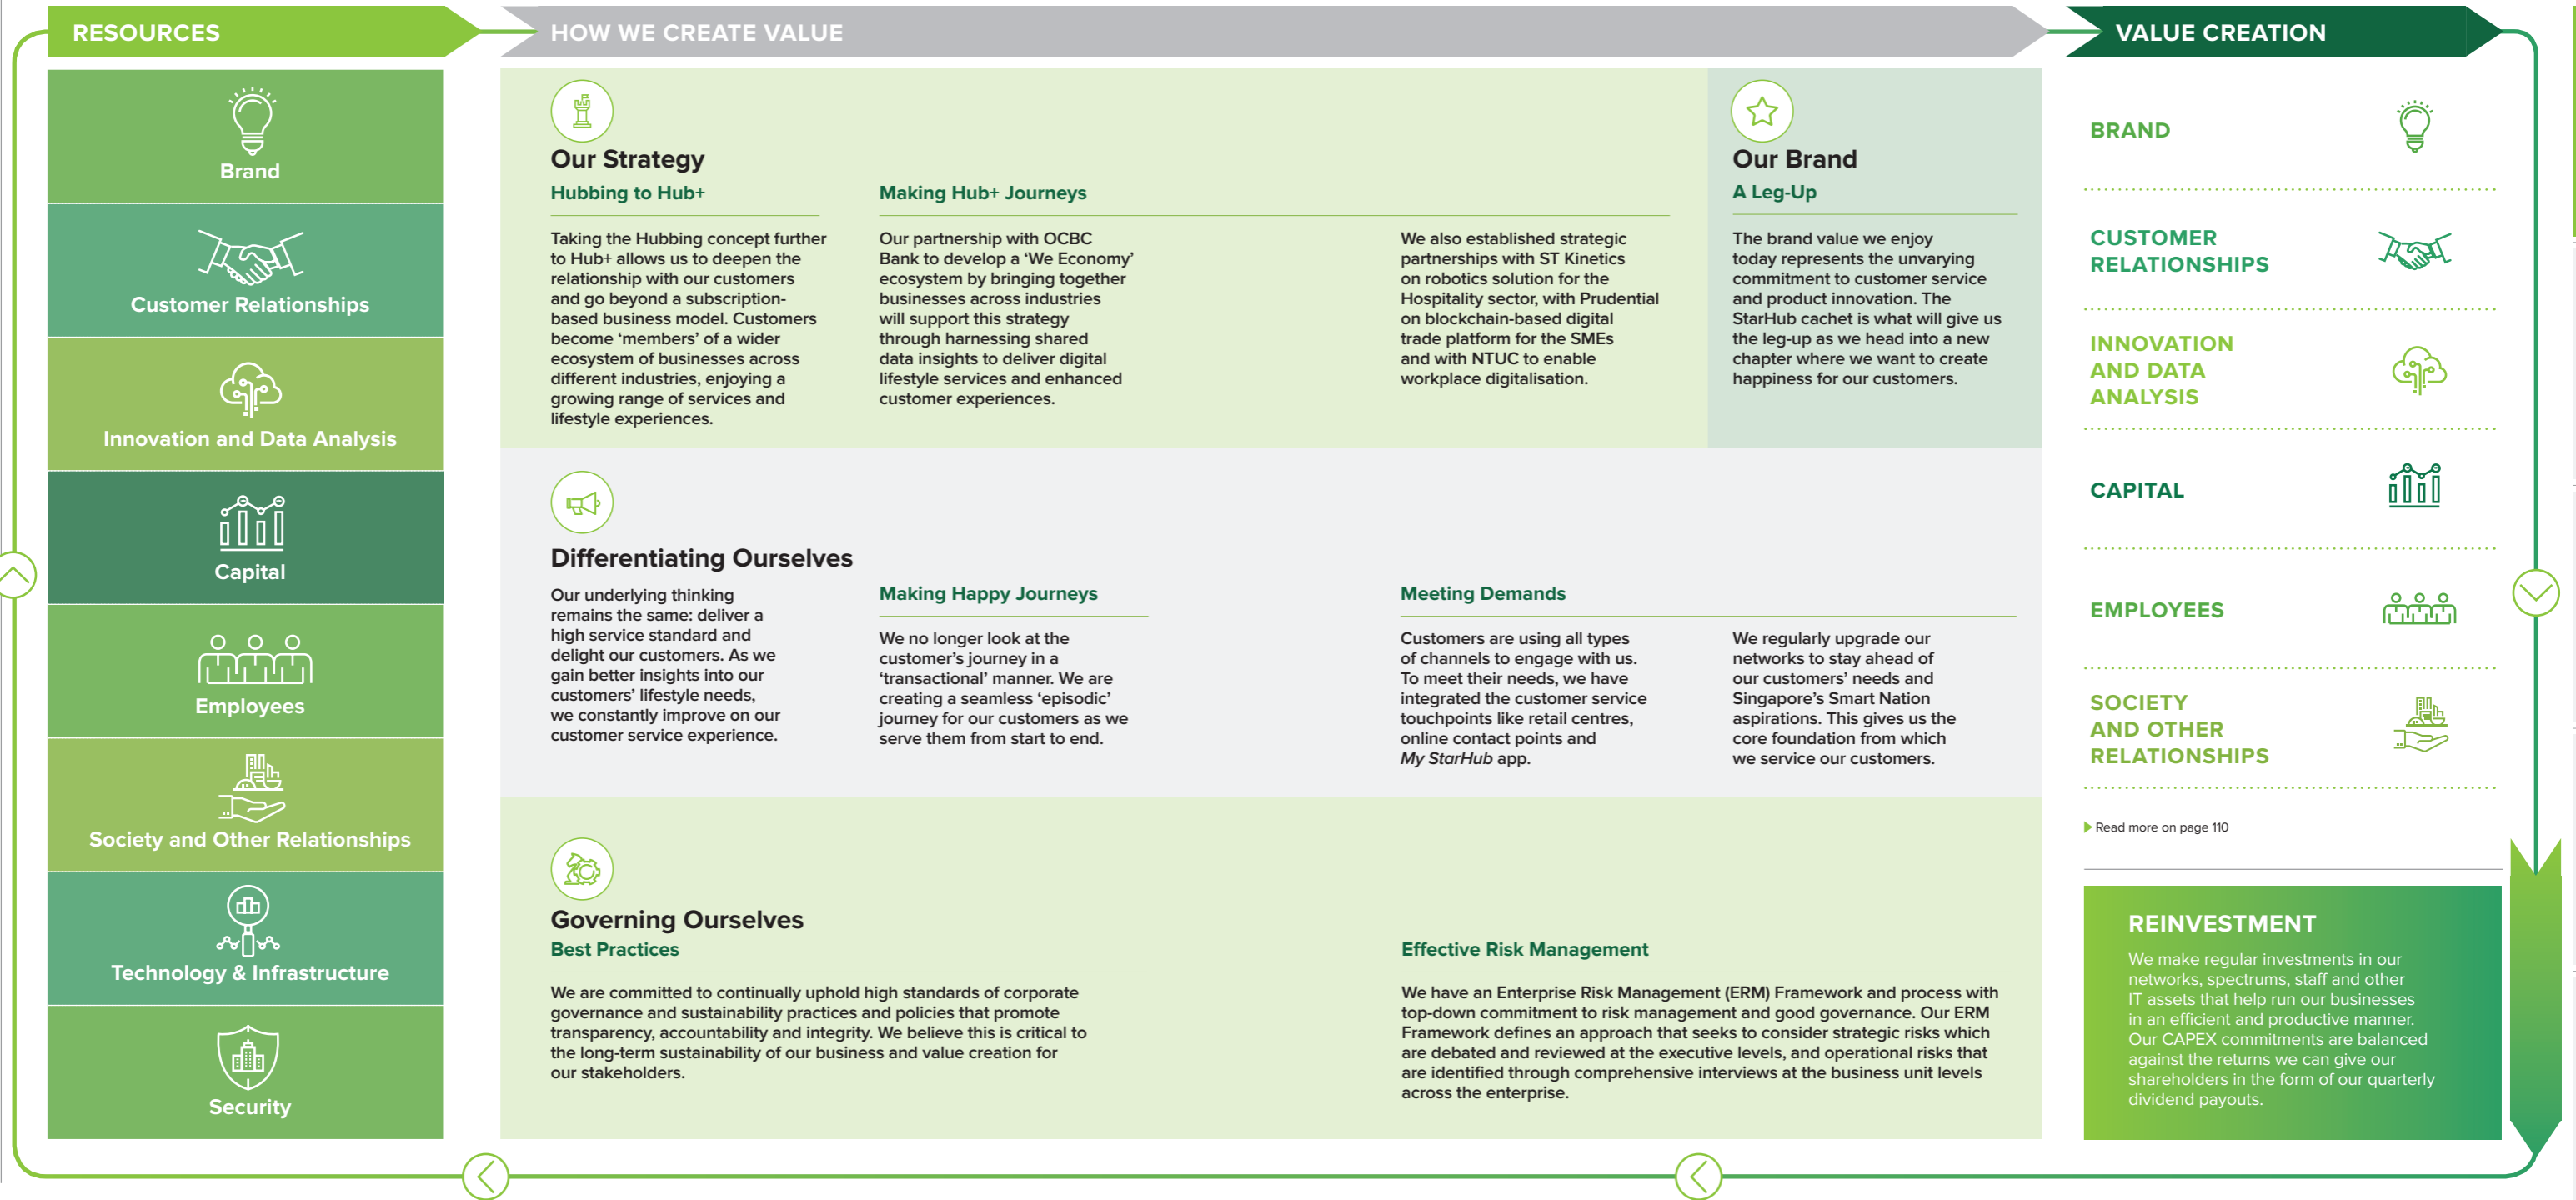 RESOURCES
Brand
Customer Relationships
Innovation and Data Analysis
Capital
Employees
Society and Other Relationships
Technology & Infrastructure
Security
HOW WE CREATE VALUE
Our Strategy
Hubbing to Hub+
Taking the Hubbing concept further
to Hub+ allows us to deepen the
relationship with our customers
and go beyond a subscription-
based business model. Customers
become ‘members’ of a wider
ecosystem of businesses across
different industries, enjoying a
growing range of services and
lifestyle experiences.
Making Hub+ Journeys
Our partnership with OCBC
Bank to develop a ‘We Economy’
ecosystem by bringing together
businesses across industries
will support this strategy
through harnessing shared
data insights to deliver digital
lifestyle services and enhanced
customer experiences.
We also established strategic
partnerships with ST Kinetics
on robotics solution for the
Hospitality sector, with Prudential
on blockchain-based digital
trade platform for the SMEs
and with NTUC to enable
workplace digitalisation.
Our Brand
A Leg-Up
The brand value we enjoy
today represents the unvarying
commitment to customer service
and product innovation. The
StarHub cachet is what will give us
the leg-up as we head into a new
chapter where we want to create
happiness for our customers.
Differentiating Ourselves
Our underlying thinking
remains the same: deliver a
high service standard and
delight our customers. As we
gain better insights into our
customers’ lifestyle needs,
we constantly improve on our
customer service experience.
Making Happy Journeys
We no longer look at the
customer’s journey in a
‘transactional’ manner. We are
creating a seamless ‘episodic’
journey for our customers as we
serve them from start to end.
Meeting Demands
Customers are using all types
of channels to engage with us.
To meet their needs, we have
integrated the customer service
touchpoints like retail centres,
online contact points and
My StarHub app.
We regularly upgrade our
networks to stay ahead of
our customers’ needs and
Singapore’s Smart Nation
aspirations. This gives us the
core foundation from which
we service our customers.
Governing Ourselves
Best Practices
We are committed to continually uphold high standards of corporate
governance and sustainability practices and policies that promote
transparency, accountability and integrity. We believe this is critical to
the long-term sustainability of our business and value creation for
our stakeholders.
Effective Risk Management
We have an Enterprise Risk Management (ERM) Framework and process with
top-down commitment to risk management and good governance. Our ERM
Framework defines an approach that seeks to consider strategic risks which
are debated and reviewed at the executive levels, and operational risks that
are identified through comprehensive interviews at the business unit levels
across the enterprise.
VALUE CREATION
BRAND
CUSTOMER
RELATIONSHIPS
INNOVATION
AND DATA
ANALYSIS
CAPITAL
EMPLOYEES
SOCIETY
AND OTHER
RELATIONSHIPS
Read more on page 110
REINVESTMENT
We make regular investments in our
networks, spectrums, staff and other
IT assets that help run our businesses
in an efficient and productive manner.
Our CAPEX commitments are balanced
against the returns we can give our
shareholders in the form of our quarterly
dividend payouts.